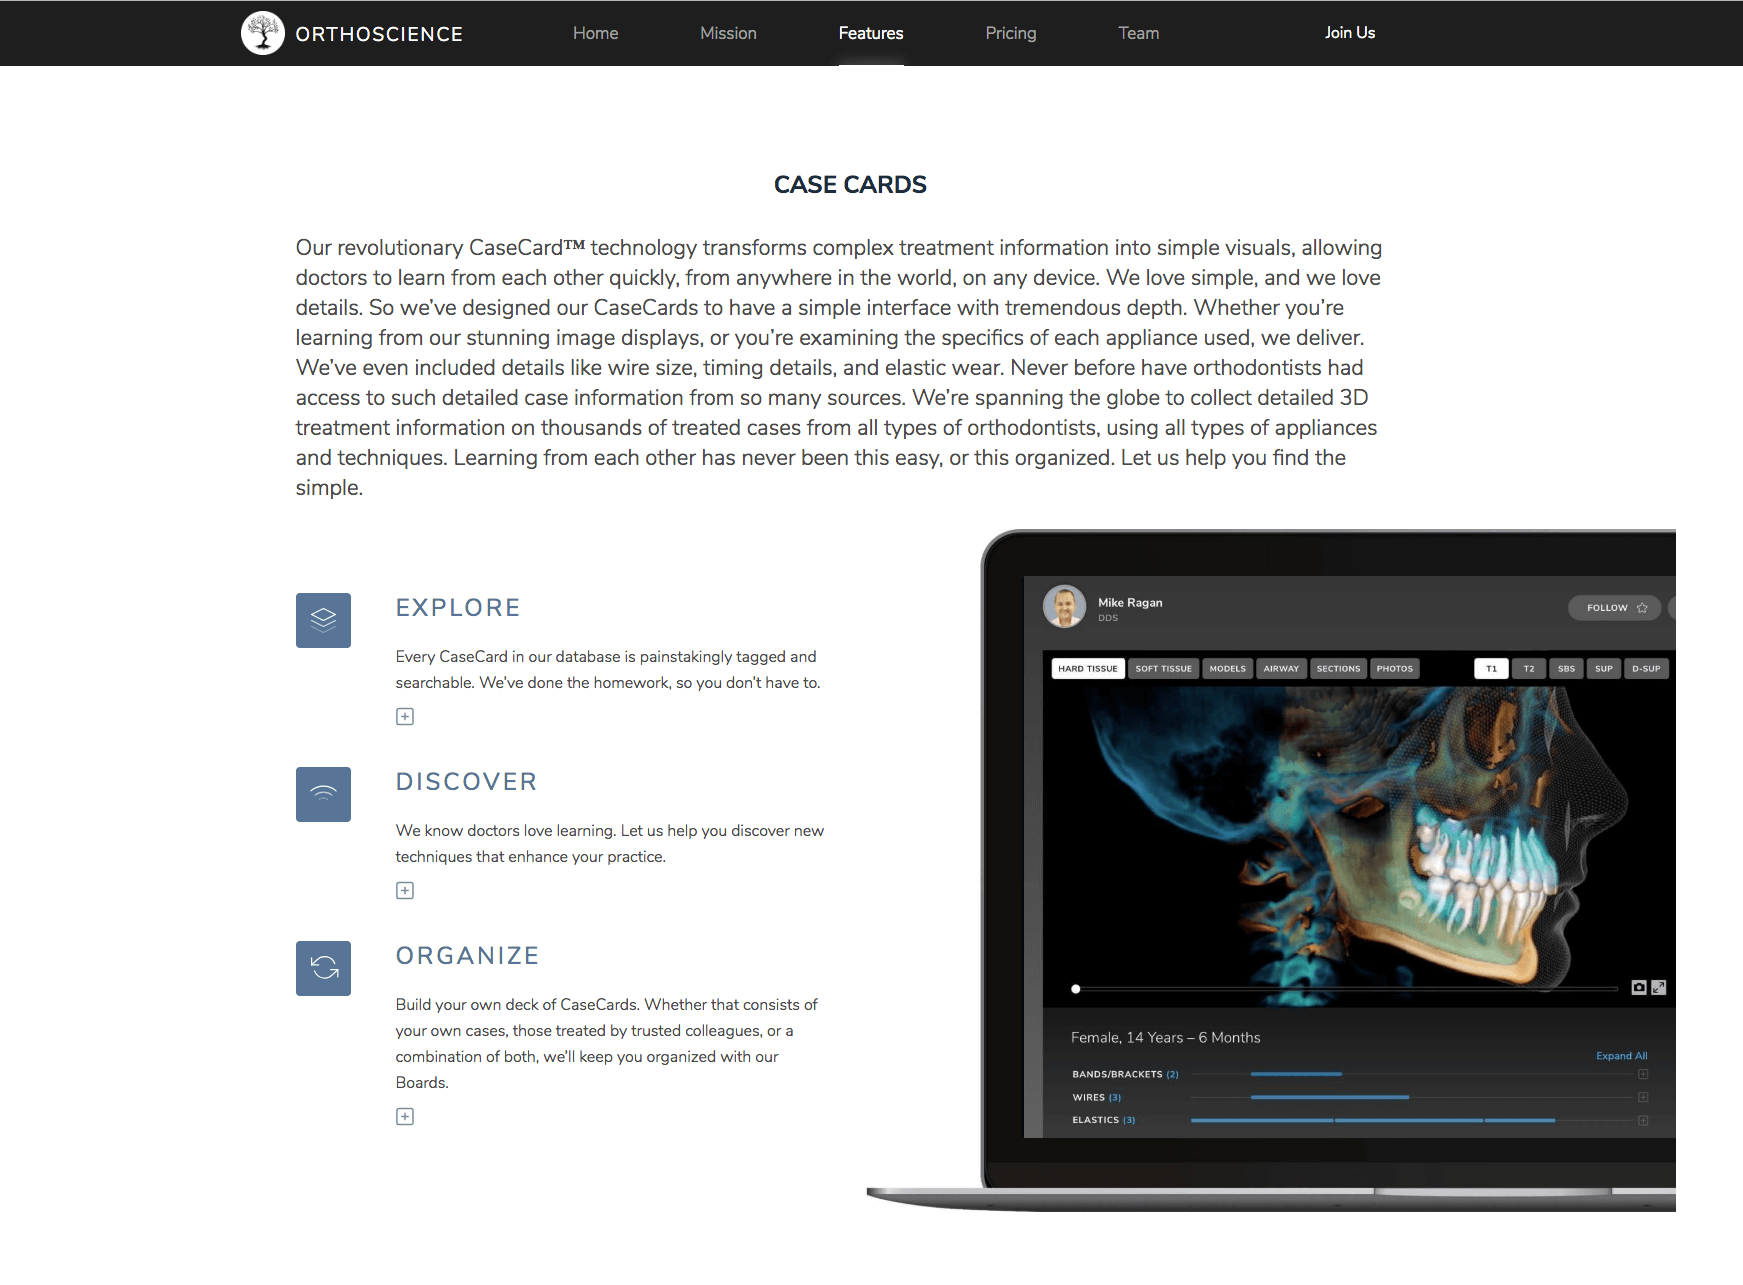 ORTHOSCIENCE
Home
Mission
Features
Pricing
Team
Join Us
CASE CARDS
Our revolutionary CaseCard™ technology transforms complex treatment information into simple visuals, allowing
doctors to learn from each other quickly, from anywhere in the world, on any device. We love simple, and we love
details. So we’ve designed our CaseCards to have a simple interface with tremendous depth. Whether you’re
learning from our stunning image displays, or you’re examining the specifics of each appliance used, we deliver.
We’ve even included details like wire size, timing details, and elastic wear. Never before have orthodontists had
access to such detailed case information from so many sources. We’re spanning the globe to collect detailed 3D
treatment information on thousands of treated cases from all types of orthodontists, using all types of appliances
and techniques. Learning from each other has never been this easy, or this organized. Let us help you find the
simple.
EXPLORE
Every CaseCard in our database is painstakingly tagged and
searchable. We've done the homework, so you don't have to.
DISCOVER
We know doctors love learning. Let us help you discover new
techniques that enhance your practice.
ORGANIZE
Build your own deck of CaseCards. Whether that consists of
your own cases, those treated by trusted colleagues, or a
combination of both, we'll keep you organized with our
Boards.
Mike Ragan
DDS
FOLLOW
HARD TISSUE
SOFT TISSUE
MODELS
AIRWAY
SECTIONS
PHOTOS
T1
T2
SBS
SUP
D-SUP
Female, 14 Years – 6 Months
Expand All
BANDS/BRACKETS (2)
WIRES (3)
ELASTICS (3)